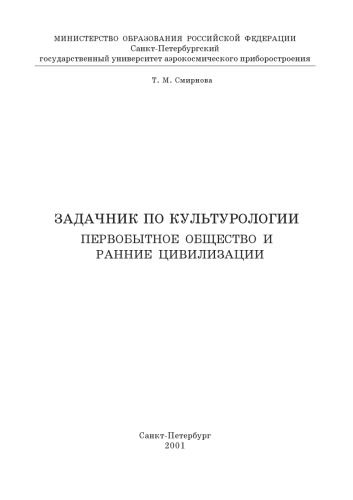 МИНИСТЕРСТВО ОБРАЗОВАНИЯ РОССИЙСКОЙ ФЕДЕРАЦИИ
Санкт-Петербургский
государственный университет аэрокосмического приборостроения
Т. М. Смирнова
ЗАДАЧНИК ПО КУЛЬТУРОЛОГИИ
ПЕРВОБЫТНОЕ ОБЩЕСТВО И
РАННИЕ ЦИВИЛИЗАЦИИ
Санкт-Петербург
2001